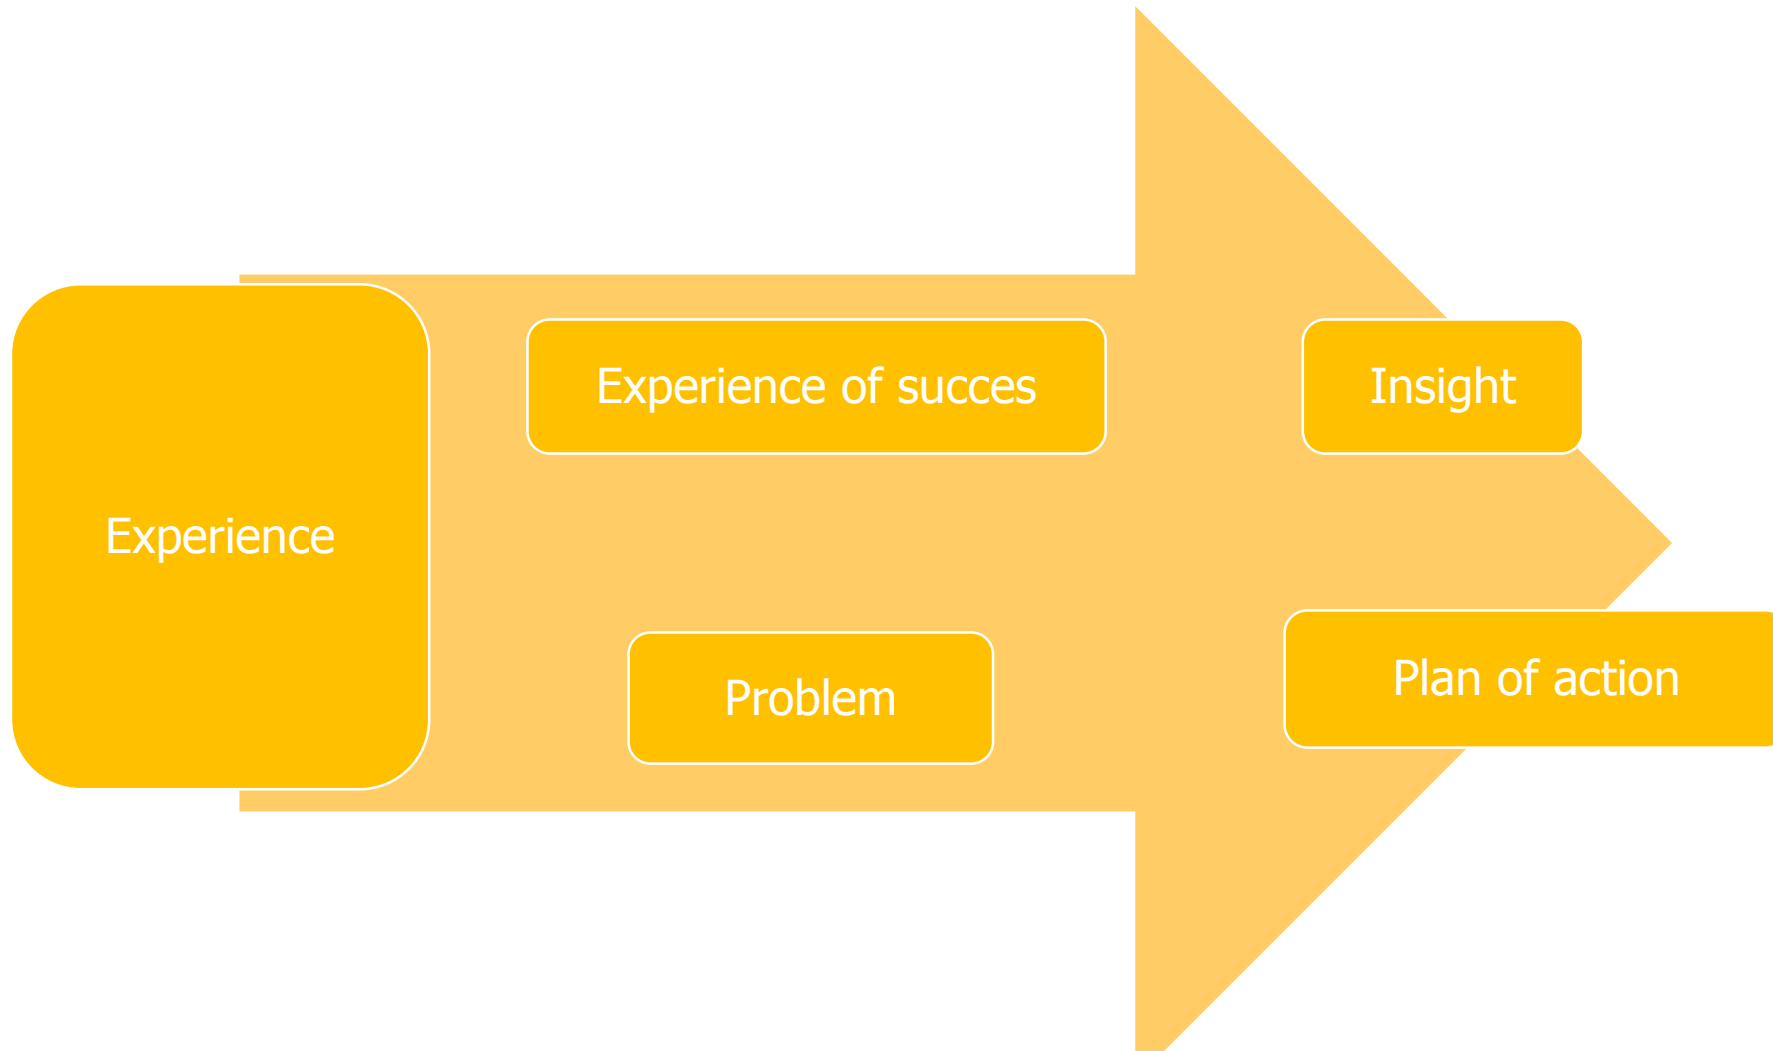 Experience
Experience of succes
Insight
Problem
Plan of action